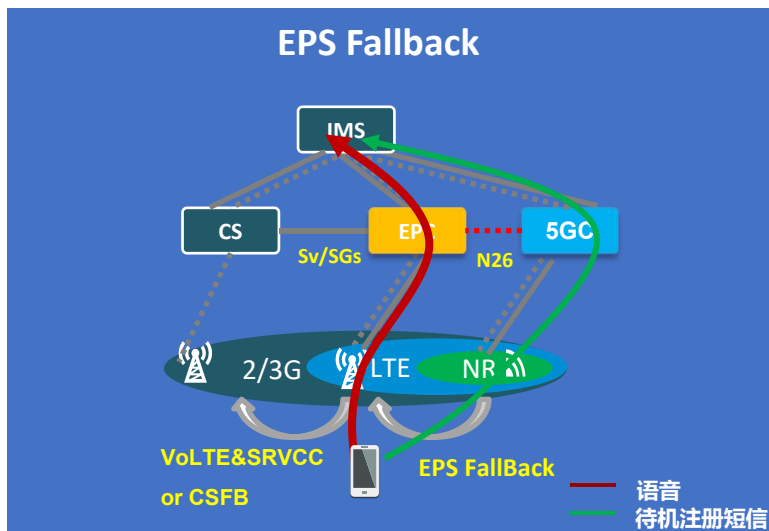 EPS Fallback
IMS
CS
EPC
5GC
Sv/SGs
N26
2/3G
LTE
NR
VoLTE&SRVCC
or CSFB
EPS FallBack
语音
待机注册短信